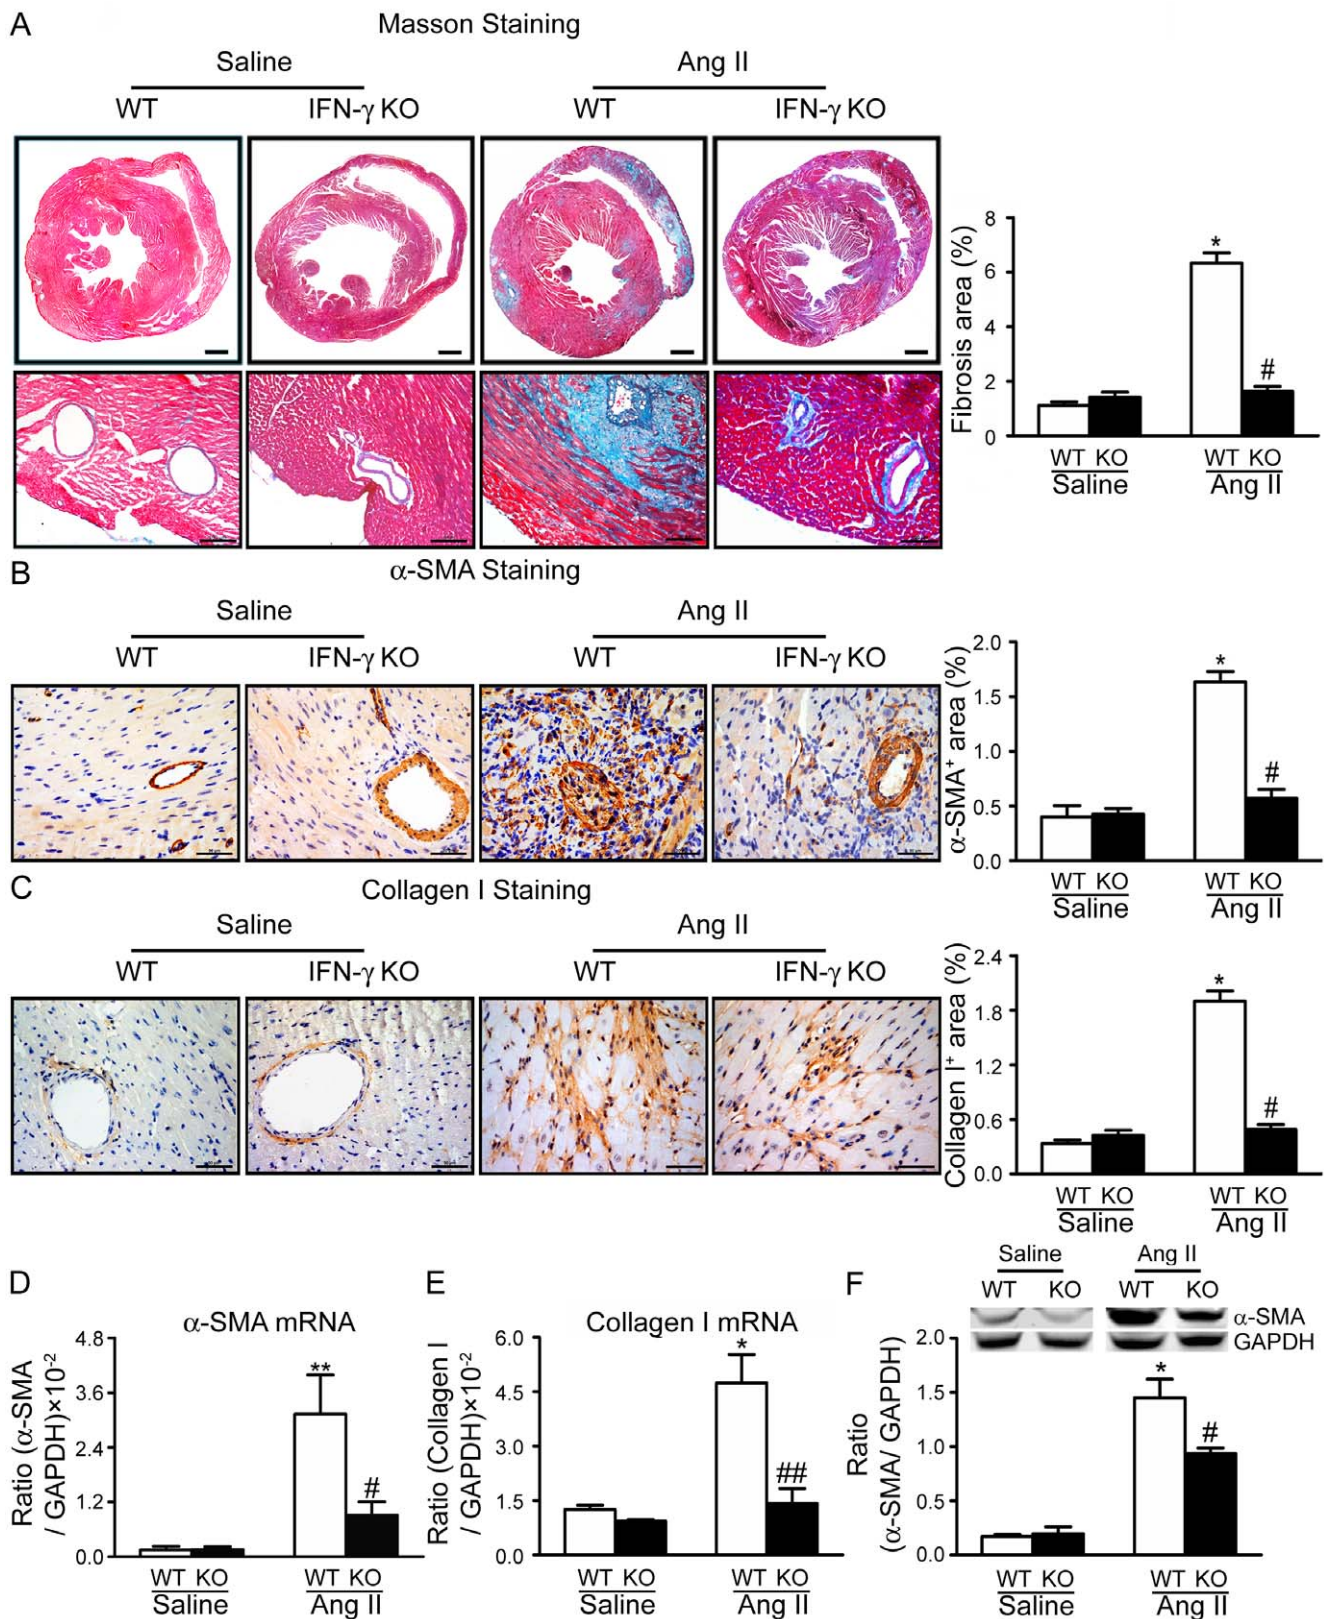 A
Masson Staining
Saline
Ang II
WT
IFN-γ KO
WT
IFN-γ KO
Fibrosis area (%)
8
6
4
2
0
*
#
WT KO
WT KO
Saline
Ang II
B
α-SMA Staining
Saline
Ang II
WT
IFN-γ KO
WT
IFN-γ KO
α-SMA⁺ area (%)
2.0
1.5
1.0
0.5
0.0
*
#
WT KO
WT KO
Saline
Ang II
C
Collagen I Staining
Saline
Ang II
WT
IFN-γ KO
WT
IFN-γ KO
Collagen I⁺ area (%)
2.4
1.8
1.2
0.6
0.0
*
#
WT KO
WT KO
Saline
Ang II
D
α-SMA mRNA
Ratio (α-SMA
/ GAPDH)×10⁻²
4.8
3.6
2.4
1.2
0.0
**
#
WT KO
WT KO
Saline
Ang II
E
Collagen I mRNA
Ratio (Collagen I
/ GAPDH)×10⁻²
6.0
4.5
3.0
1.5
0.0
*
##
WT KO
WT KO
Saline
Ang II
F
Saline
Ang II
WT
KO
WT
KO
α-SMA
GAPDH
Ratio
(α-SMA/ GAPDH)
2.0
1.5
1.0
0.5
0.0
*
#
WT KO
WT KO
Saline
Ang II